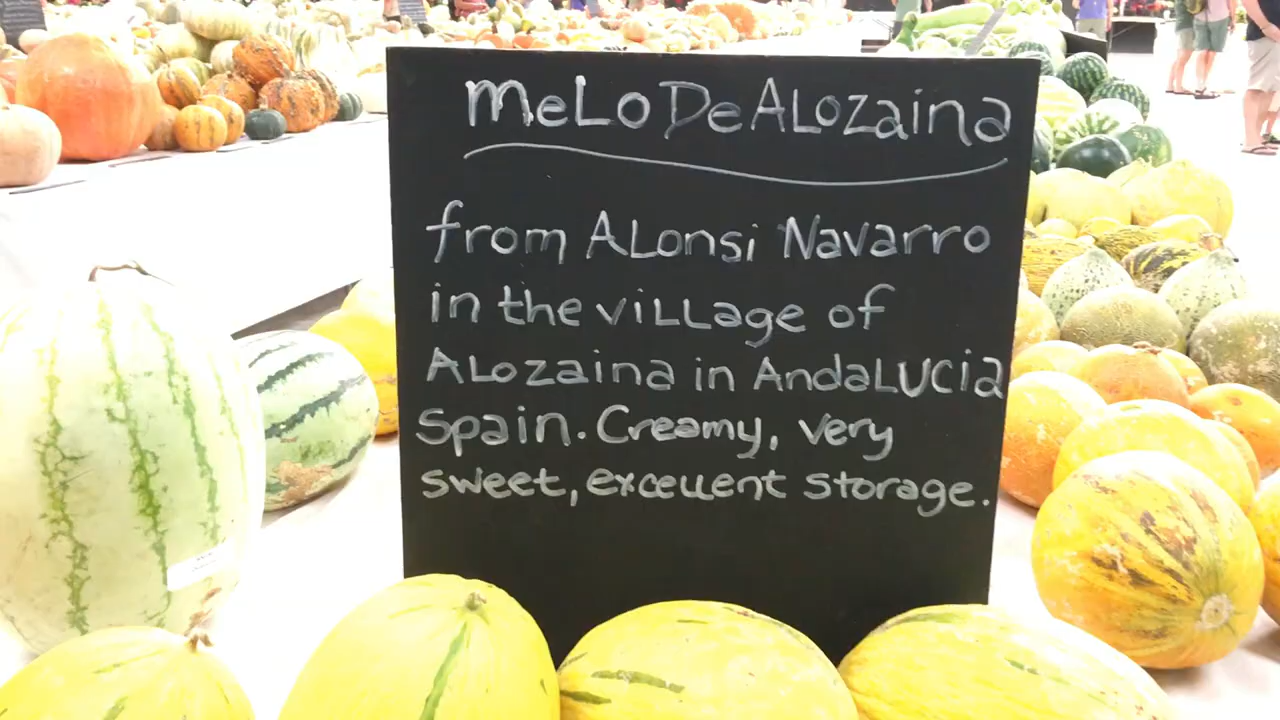 MeLo De ALozaina
from ALonsi Navarro
in the viLLage of
ALozaina in AndaLUCia
Spain. Creamy, very
sweet, excellent storage.